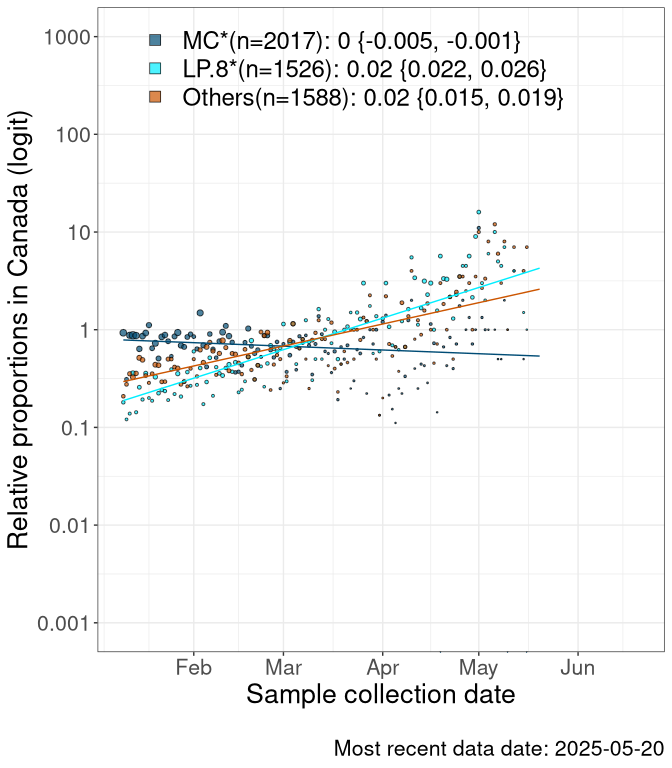 MC*(n=2017): 0 {-0.005, -0.001}
LP.8*(n=1526): 0.02 {0.022, 0.026}
Others(n=1588): 0.02 {0.015, 0.019}
Relative proportions in Canada (logit)
1000
100
10
1
0.1
0.01
0.001
Feb Mar Apr May Jun
Sample collection date
Most recent data date: 2025-05-20